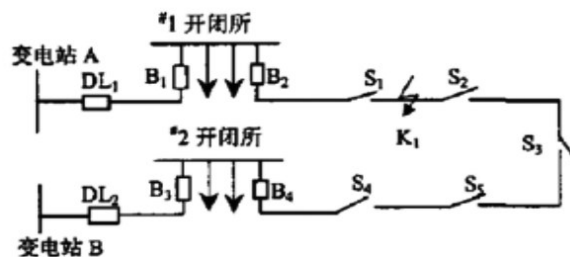 #1 开闭所
变电站 A
DL₁
B₁
B₂
S₁
S₂
K₁
S₃
#2 开闭所
DL₂
B₃
B₄
S₄
S₅
变电站 B